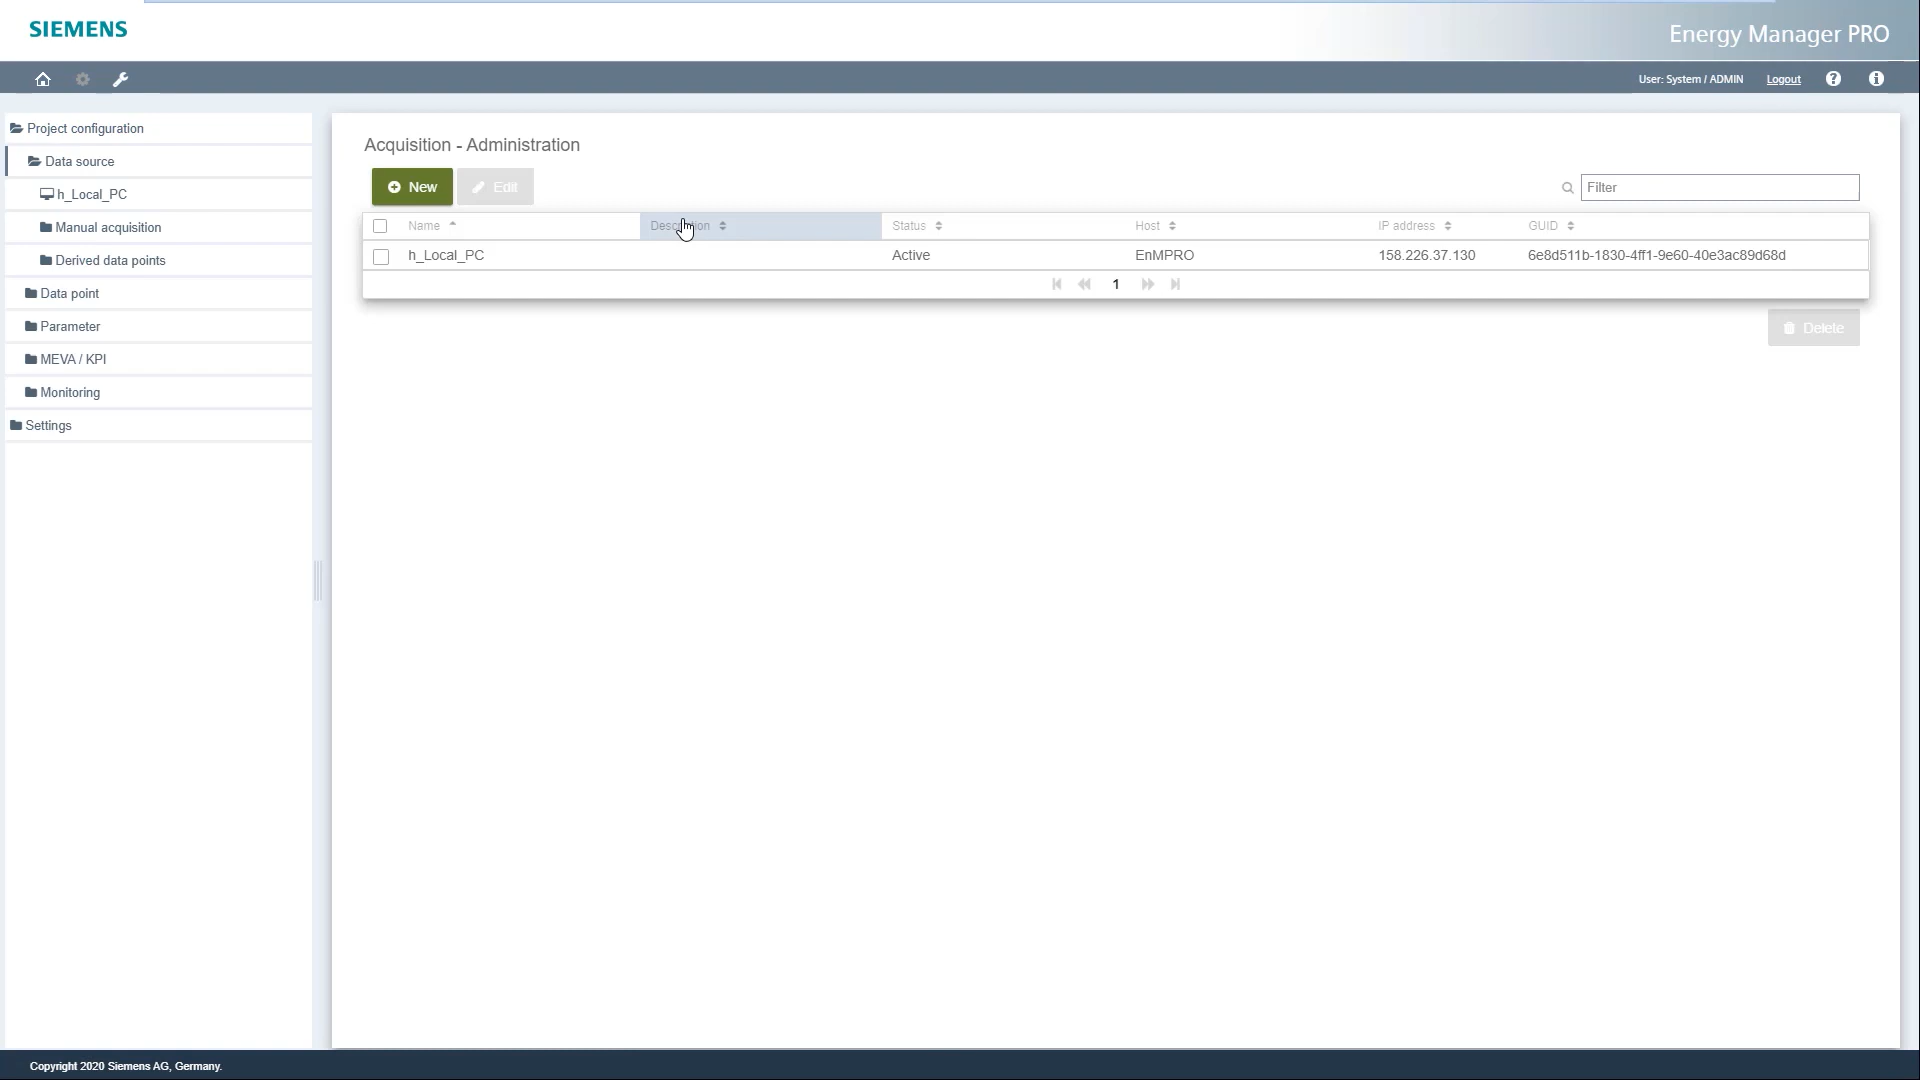 SIEMENS
Energy Manager PRO
User: System / ADMIN Logout
Project configuration
Data source
h_Local_PC
Manual acquisition
Derived data points
Data point
Parameter
MEVA / KPI
Monitoring
Settings
Acquisition - Administration
New Edit
Filter
Name Description Status Host IP address GUID
h_Local_PC Active EnMPRO 158.226.37.130 6e8d511b-1830-4ff1-9e60-40e3ac89d68d
1
Delete
Copyright 2020 Siemens AG, Germany.